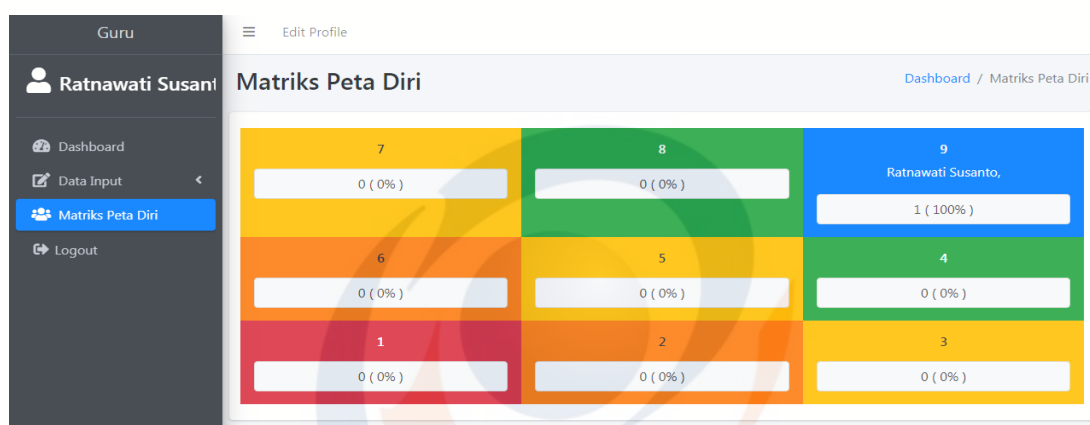 Guru
Edit Profile
Ratnawati Susant
Matriks Peta Diri
Dashboard / Matriks Peta Diri
Dashboard
Data Input
Matriks Peta Diri
Logout
7
0 ( 0% )
8
0 ( 0% )
9
Ratnawati Susanto,
1 ( 100% )
6
0 ( 0% )
5
0 ( 0% )
4
0 ( 0% )
1
0 ( 0% )
2
0 ( 0% )
3
0 ( 0% )